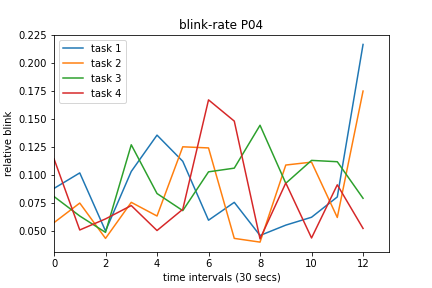 blink-rate P04
0.225
0.200
0.175
0.150
0.125
0.100
0.075
0.050
relative blink
task 1
task 2
task 3
task 4
0 2 4 6 8 10 12
time intervals (30 secs)